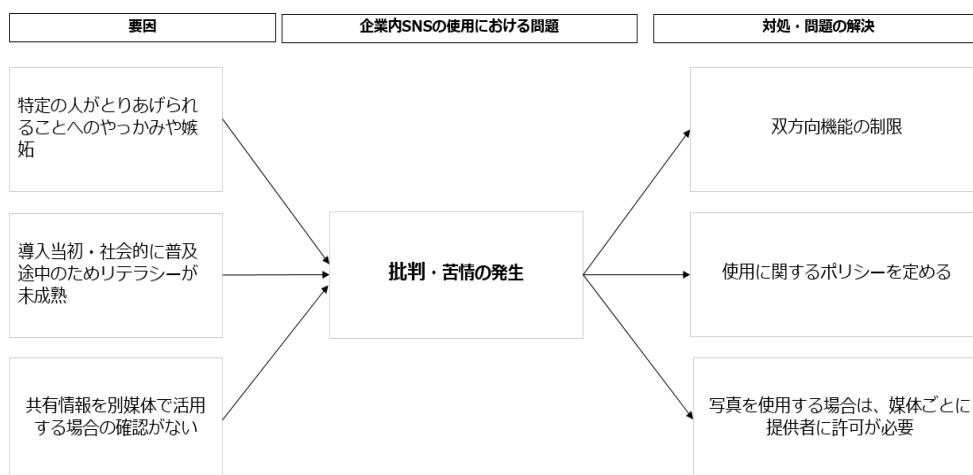 要因
企業内SNSの使用における問題
対処・問題の解決
特定の人がとりあげられ
ることへのやっかみや嫉
妬
導入当初・社会的に普及
途中のためリテラシーが
未成熟
共有情報を別媒体で活用
する場合の確認がない
批判・苦情の発生
双方向機能の制限
使用に関するポリシーを定める
写真を使用する場合は、媒体ごとに
提供者に許可が必要